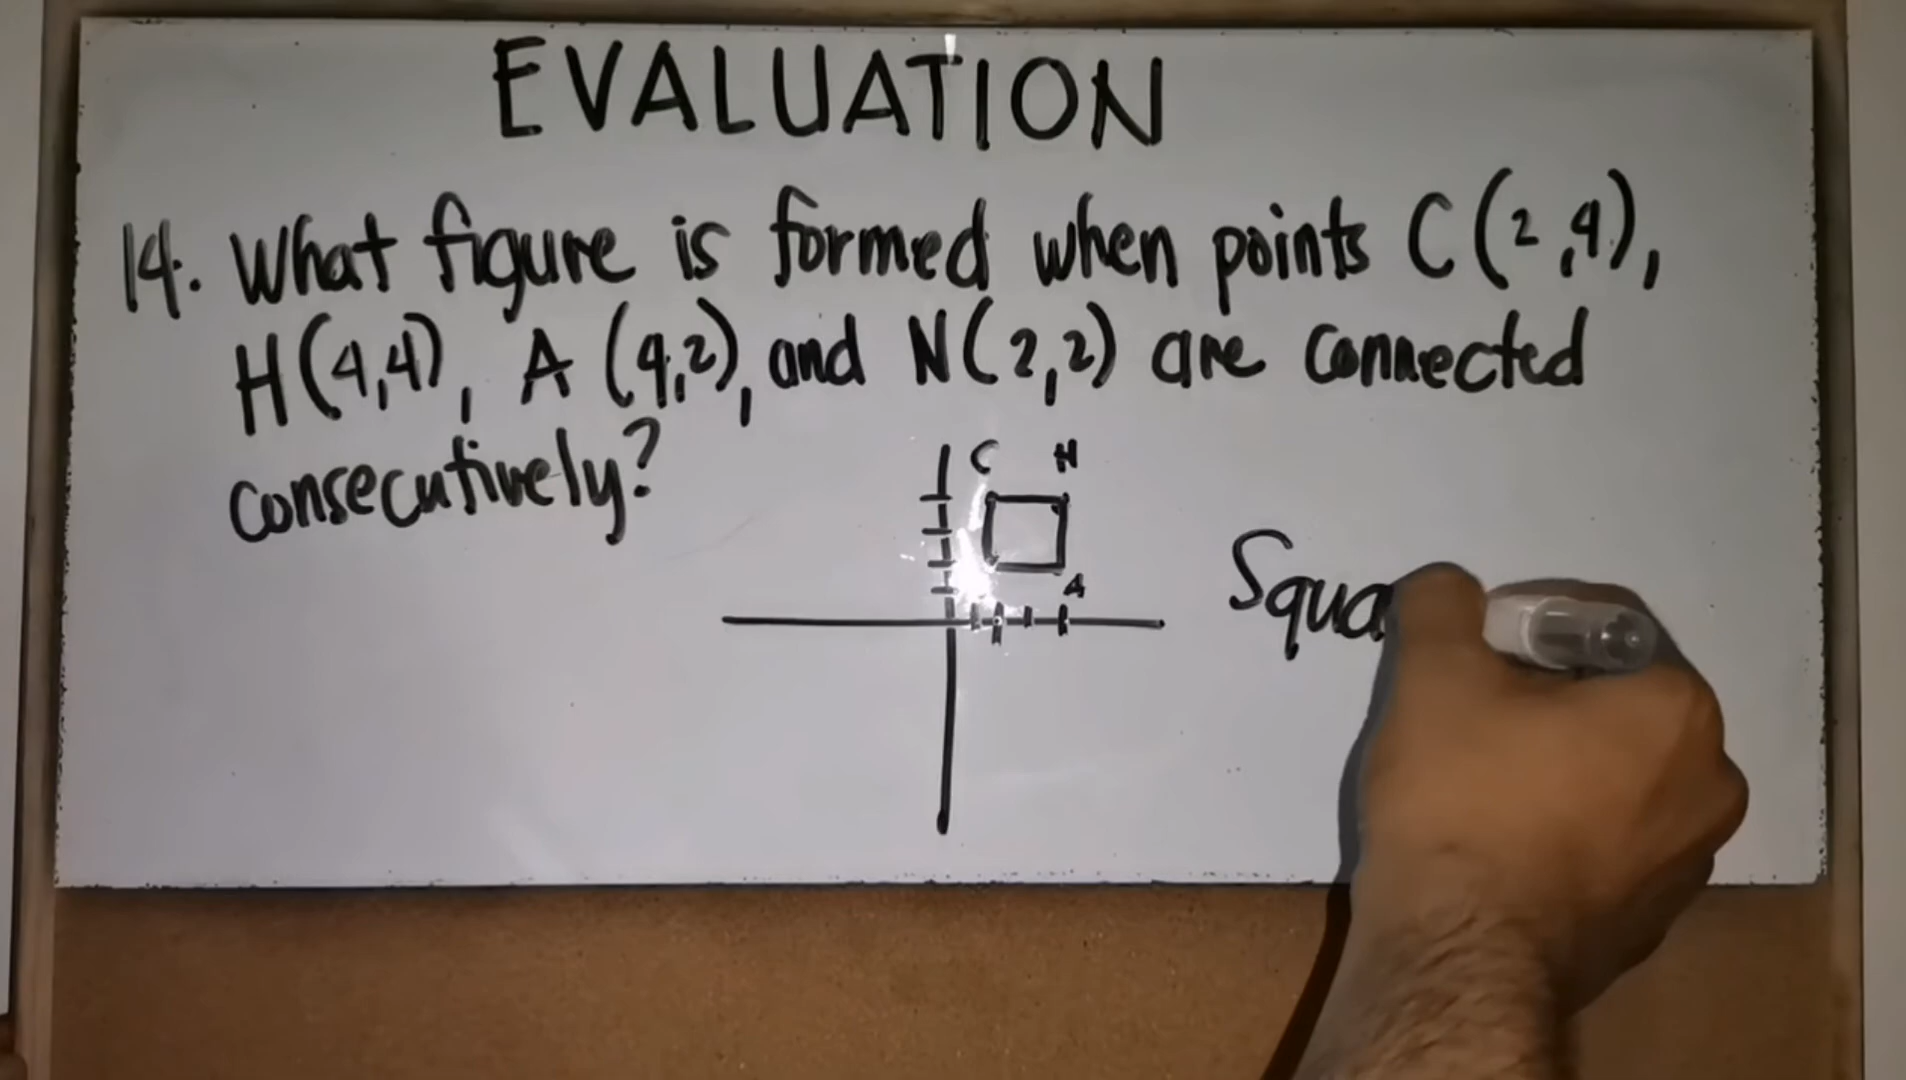 EVALUATION
14. What figure is formed when points C(2,4),
H(4,4), A(4,2), and N(2,2) are connected
consecutively?
C H
A
Squa